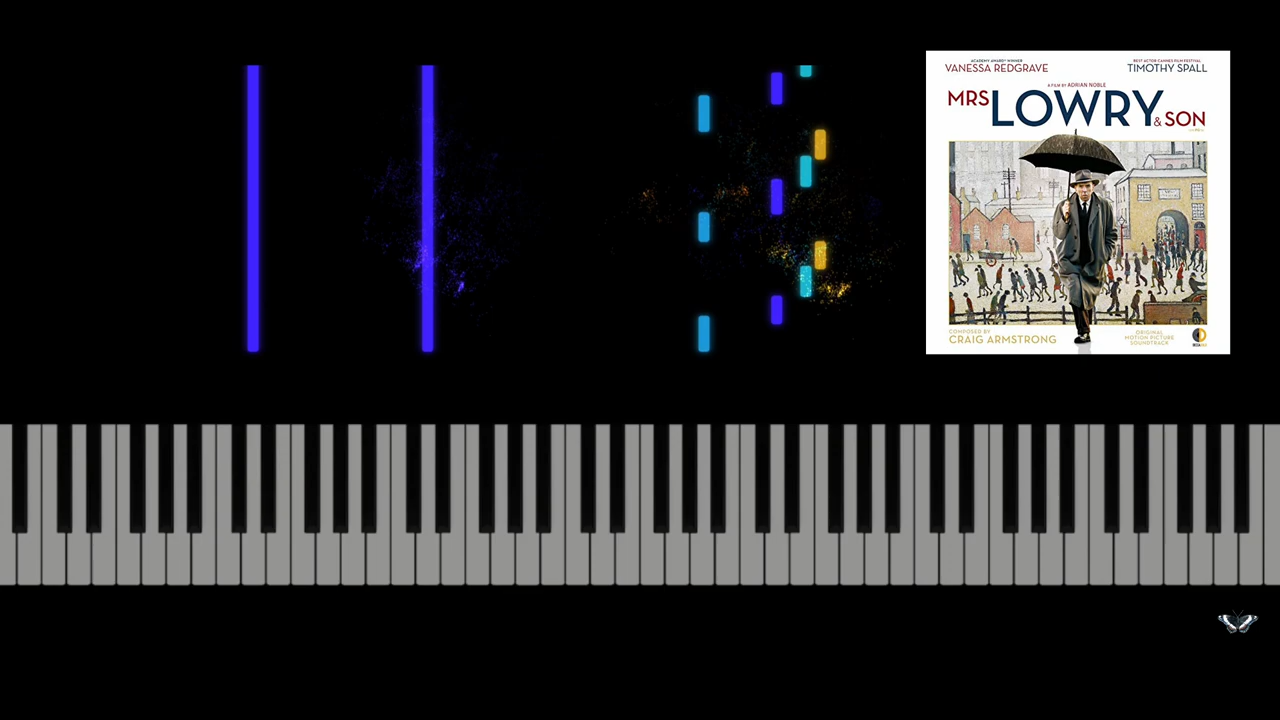 ACADEMY AWARD® WINNER
VANESSA REDGRAVE
BEST ACTOR CANNES FILM FESTIVAL
TIMOTHY SPALL
A FILM BY ADRIAN NOBLE
MRS LOWRY & SON
COMPOSED BY
CRAIG ARMSTRONG
ORIGINAL
MOTION PICTURE
SOUNDTRACK